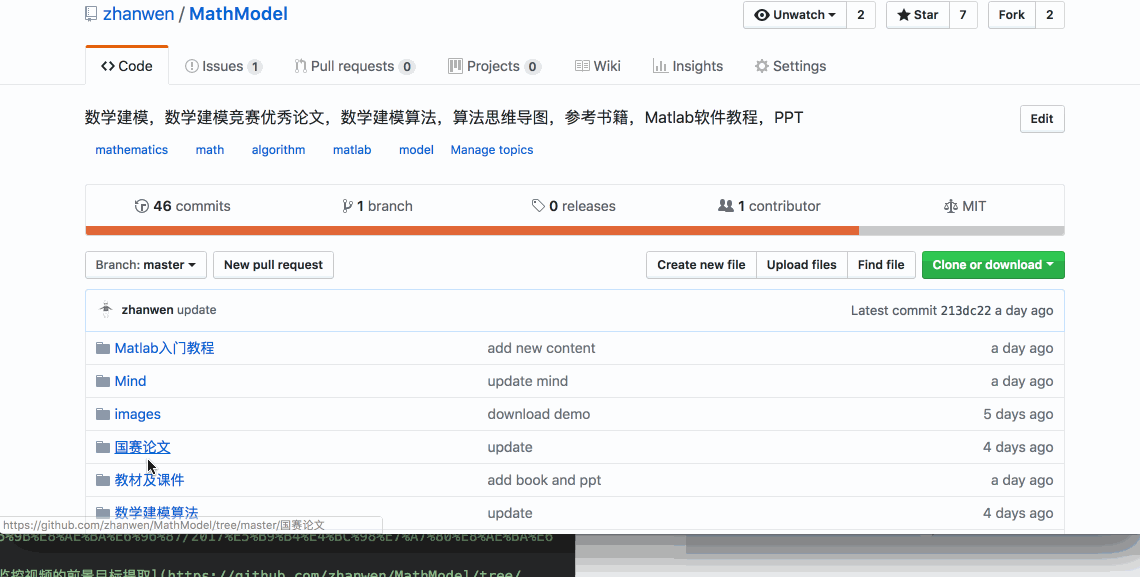 zhanwen / MathModel
Unwatch 2 Star 7 Fork 2
Code Issues 1 Pull requests 0 Projects 0 Wiki Insights Settings
数学建模，数学建模竞赛优秀论文，数学建模算法，算法思维导图，参考书籍，Matlab软件教程，PPT
Edit
mathematics math algorithm matlab model Manage topics
46 commits 1 branch 0 releases 1 contributor MIT
Branch: master New pull request Create new file Upload files Find file Clone or download
zhanwen update Latest commit 213dc22 a day ago
Matlab入门教程 add new content a day ago
Mind update mind a day ago
images download demo 5 days ago
国赛论文 update 4 days ago
教材及课件 add book and ppt a day ago
数学建模算法 update 4 days ago
https://github.com/zhanwen/MathModel/tree/master/国赛论文
%9B%E8%AE%BA%E6%96%87/2017%E5%B9%B4%E4%BC%98%E7%A7%80%E8%AE%BA%E6
监控视频的前景目标提取](https://github.com/zhanwen/MathModel/tree/